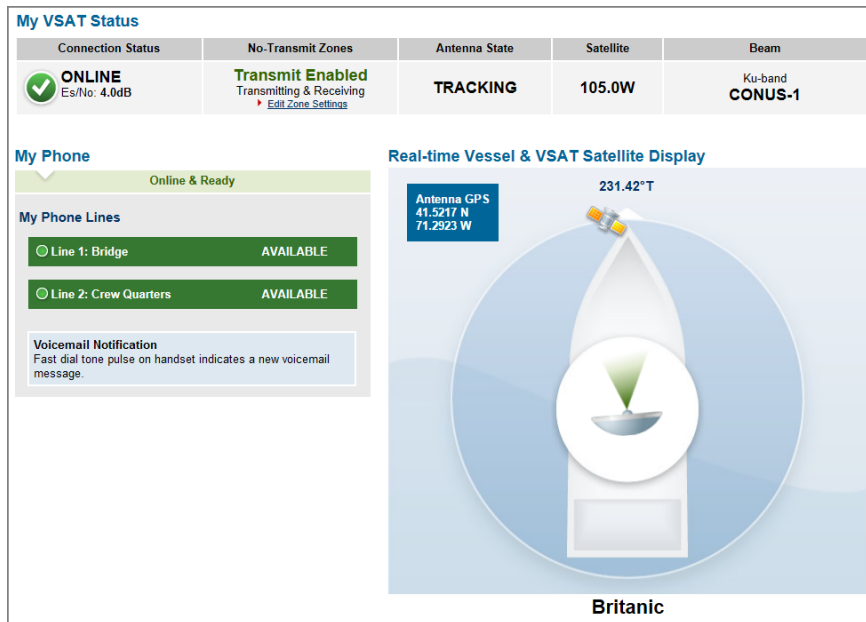 My VSAT Status
Connection Status No-Transmit Zones Antenna State Satellite Beam
ONLINE
Es/No: 4.0dB
Transmit Enabled
Transmitting & Receiving
Edit Zone Settings
TRACKING
105.0W
Ku-band
CONUS-1
My Phone
Online & Ready
My Phone Lines
Line 1: Bridge AVAILABLE
Line 2: Crew Quarters AVAILABLE
Voicemail Notification
Fast dial tone pulse on handset indicates a new voicemail
message.
Real-time Vessel & VSAT Satellite Display
231.42°T
Antenna GPS
41.5217 N
71.2923 W
Britanic